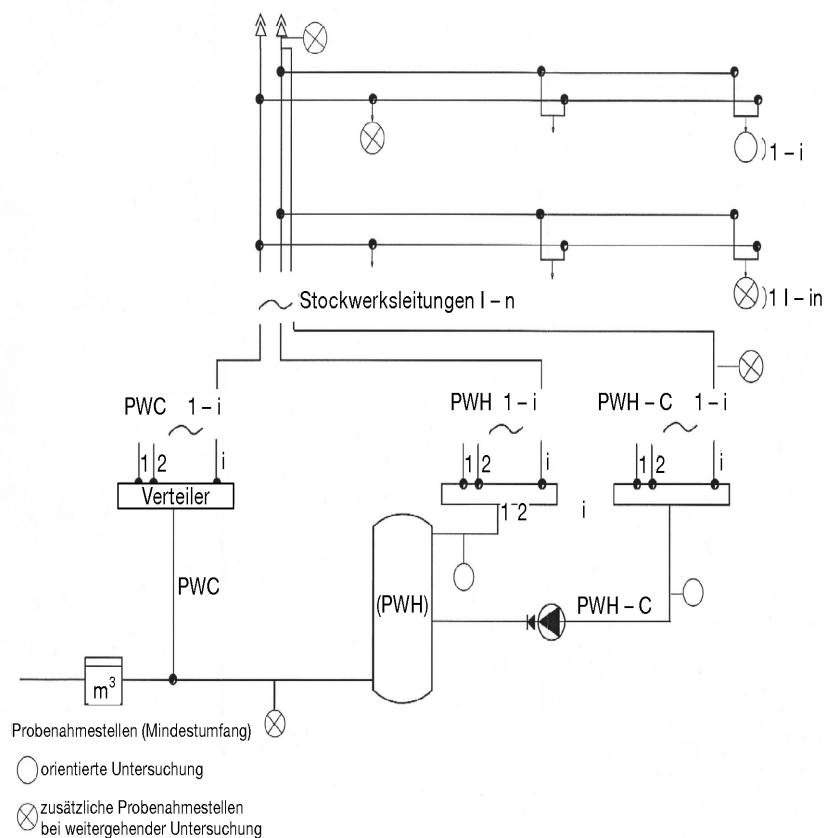 1 – i
1 I – in
Stockwerksleitungen I – n
PWC 1 – i
PWH 1 – i
PWH – C 1 – i
1 2 i
1 2 i
1 2 i
Verteiler
1 2 i
PWC
(PWH)
PWH – C
m³
Probenahmestellen (Mindestumfang)
orientierte Untersuchung
zusätzliche Probenahmestellen
bei weitergehender Untersuchung